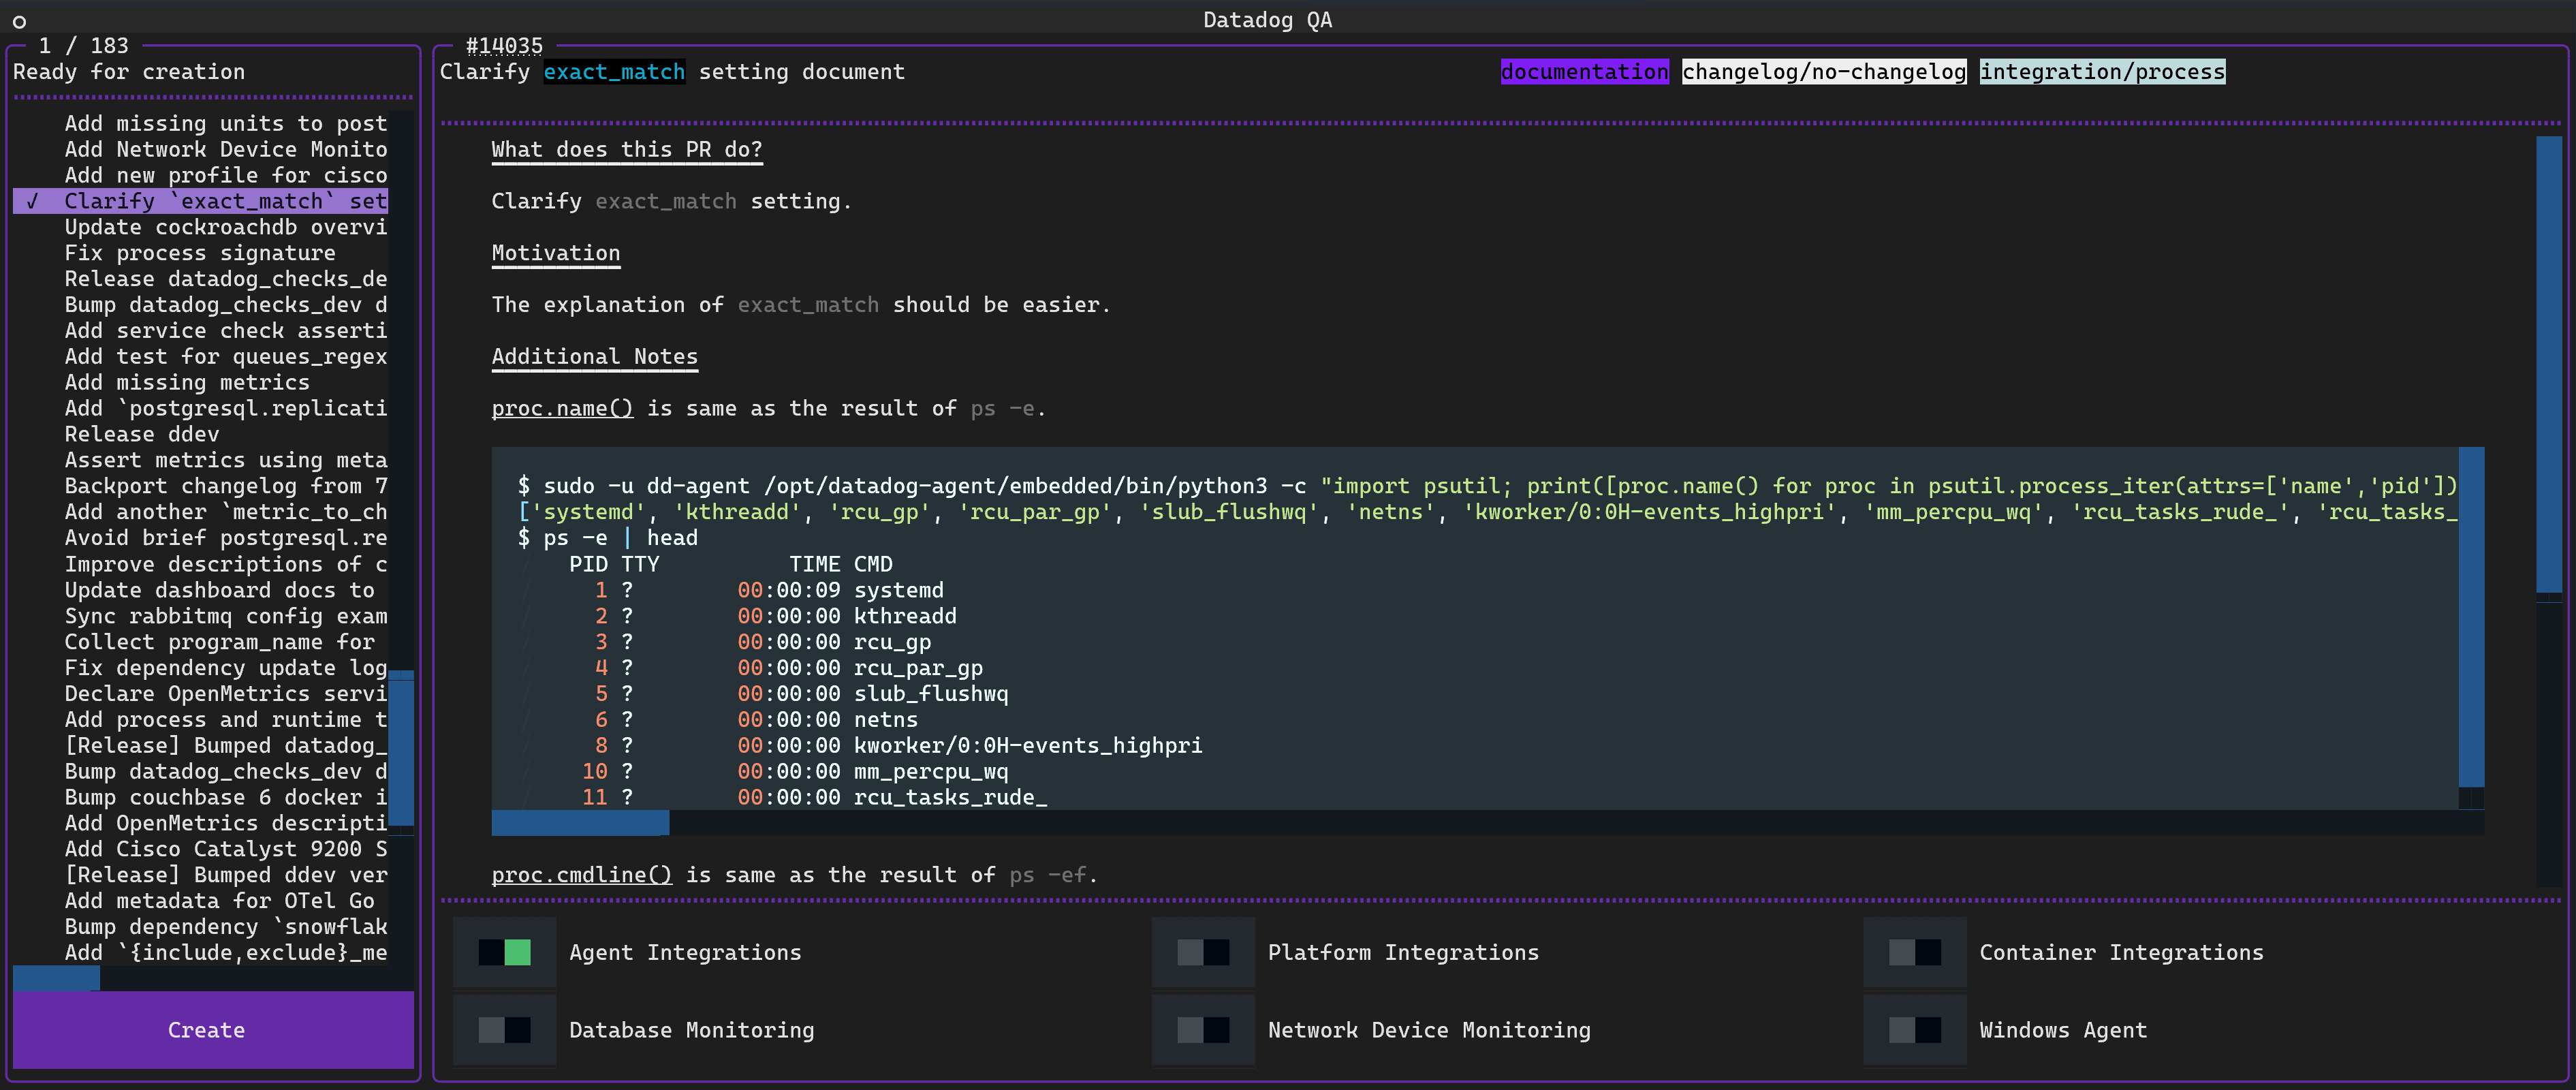 Datadog QA
1 / 183
Ready for creation
Add missing units to post
Add Network Device Monito
Add new profile for cisco
✓ Clarify `exact_match` set
Update cockroachdb overvi
Fix process signature
Release datadog_checks_de
Bump datadog_checks_dev d
Add service check asserti
Add test for queues_regex
Add missing metrics
Add `postgresql.replicati
Release ddev
Assert metrics using meta
Backport changelog from 7
Add another `metric_to_ch
Avoid brief postgresql.re
Improve descriptions of c
Update dashboard docs to
Sync rabbitmq config exam
Collect program_name for
Fix dependency update log
Declare OpenMetrics servi
Add process and runtime t
[Release] Bumped datadog_
Bump datadog_checks_dev d
Bump couchbase 6 docker i
Add OpenMetrics descripti
Add Cisco Catalyst 9200 S
[Release] Bumped ddev ver
Add metadata for OTel Go
Bump dependency `snowflak
Add `{include,exclude}_me
Create
#14035
Clarify exact_match setting document
documentation changelog/no-changelog integration/process
What does this PR do?
Clarify exact_match setting.
Motivation
The explanation of exact_match should be easier.
Additional Notes
proc.name() is same as the result of ps -e.
$ sudo -u dd-agent /opt/datadog-agent/embedded/bin/python3 -c "import psutil; print([proc.name() for proc in psutil.process_iter(attrs=['name','pid'])
['systemd', 'kthreadd', 'rcu_gp', 'rcu_par_gp', 'slub_flushwq', 'netns', 'kworker/0:0H-events_highpri', 'mm_percpu_wq', 'rcu_tasks_rude_', 'rcu_tasks_
$ ps -e | head
PID TTY TIME CMD
1 ? 00:00:09 systemd
2 ? 00:00:00 kthreadd
3 ? 00:00:00 rcu_gp
4 ? 00:00:00 rcu_par_gp
5 ? 00:00:00 slub_flushwq
6 ? 00:00:00 netns
8 ? 00:00:00 kworker/0:0H-events_highpri
10 ? 00:00:00 mm_percpu_wq
11 ? 00:00:00 rcu_tasks_rude_
proc.cmdline() is same as the result of ps -ef.
Agent Integrations
Platform Integrations
Container Integrations
Database Monitoring
Network Device Monitoring
Windows Agent